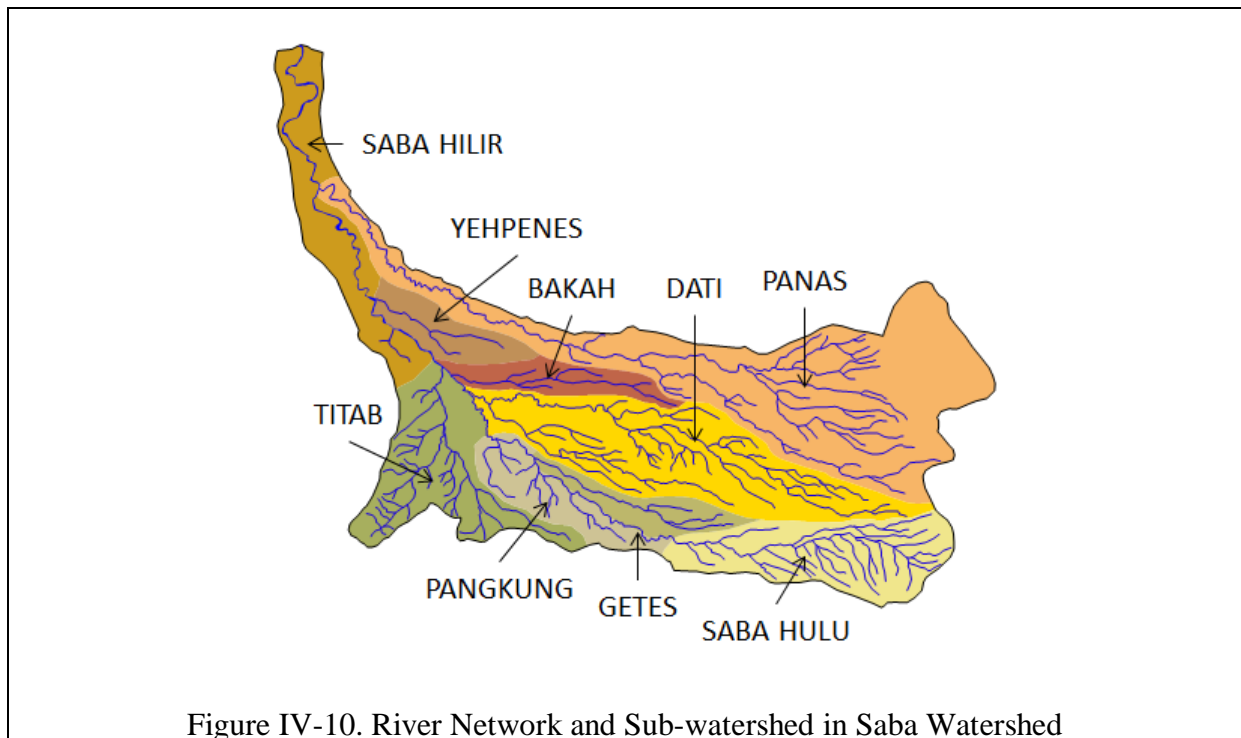 SABA HILIR
YEHPENES
BAKAH
DATI
PANAS
TITAB
PANGKUNG
GETES
SABA HULU
Figure IV-10. River Network and Sub-watershed in Saba Watershed